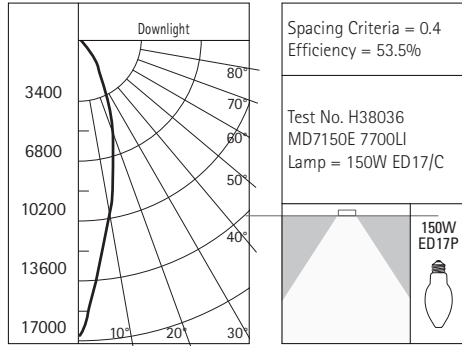 Downlight
3400
6800
10200
13600
17000
80°
70°
60°
50°
40°
10° 20° 30°
Spacing Criteria = 0.4
Efficiency = 53.5%
Test No. H38036
MD7150E 7700LI
Lamp = 150W ED17/C
150W
ED17P